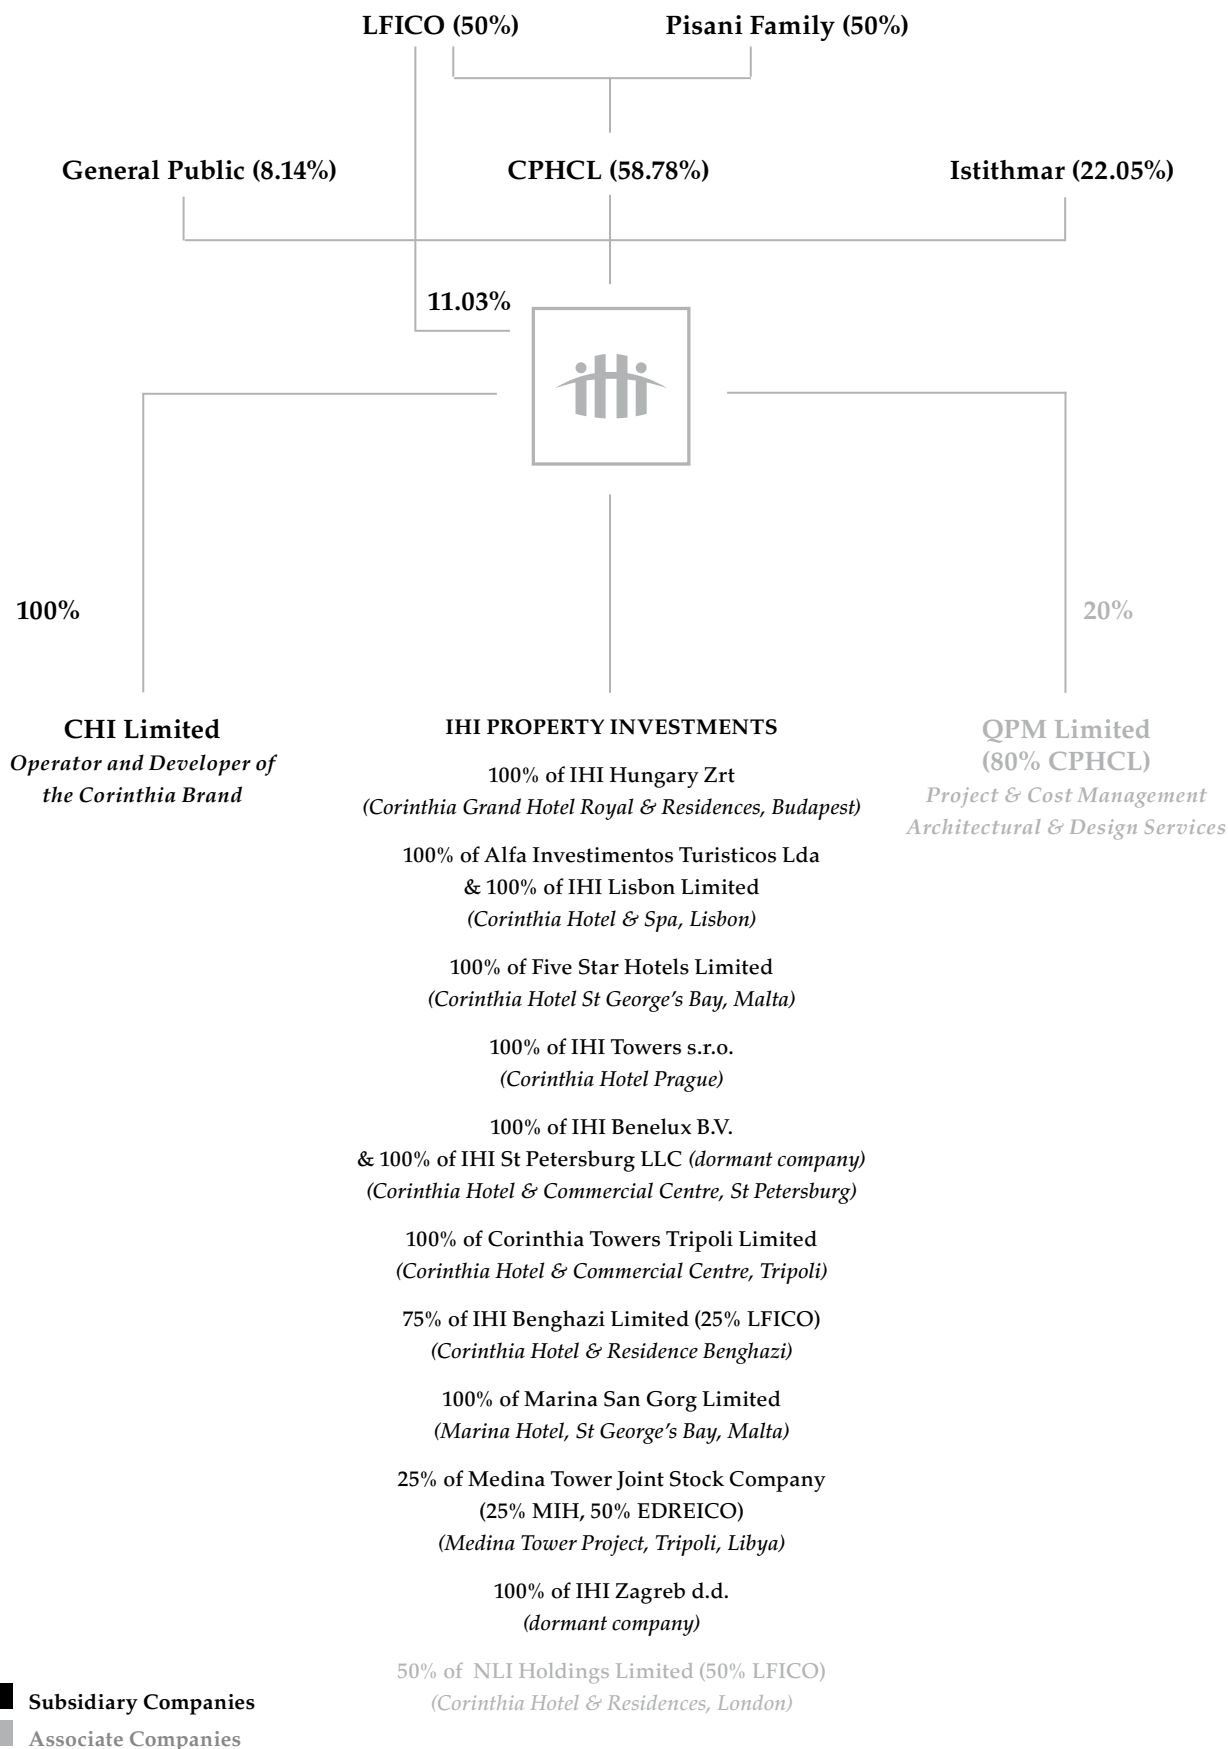 LFICO (50%)
Pisani Family (50%)
General Public (8.14%)
CPHCL (58.78%)
Istithmar (22.05%)
11.03%
IHI
100%
20%
CHI Limited
Operator and Developer of
the Corinthia Brand
IHI PROPERTY INVESTMENTS
100% of IHI Hungary Zrt
(Corinthia Grand Hotel Royal & Residences, Budapest)
100% of Alfa Investimentos Turisticos Lda
& 100% of IHI Lisbon Limited
(Corinthia Hotel & Spa, Lisbon)
100% of Five Star Hotels Limited
(Corinthia Hotel St George's Bay, Malta)
100% of IHI Towers s.r.o.
(Corinthia Hotel Prague)
100% of IHI Benelux B.V.
& 100% of IHI St Petersburg LLC (dormant company)
(Corinthia Hotel & Commercial Centre, St Petersburg)
100% of Corinthia Towers Tripoli Limited
(Corinthia Hotel & Commercial Centre, Tripoli)
75% of IHI Benghazi Limited (25% LFICO)
(Corinthia Hotel & Residence Benghazi)
100% of Marina San Gorg Limited
(Marina Hotel, St George's Bay, Malta)
25% of Medina Tower Joint Stock Company
(25% MIH, 50% EDREICO)
(Medina Tower Project, Tripoli, Libya)
100% of IHI Zagreb d.d.
(dormant company)
50% of NLI Holdings Limited (50% LFICO)
(Corinthia Hotel & Residences, London)
QPM Limited
(80% CPHCL)
Project & Cost Management
Architectural & Design Services
Subsidiary Companies
Associate Companies